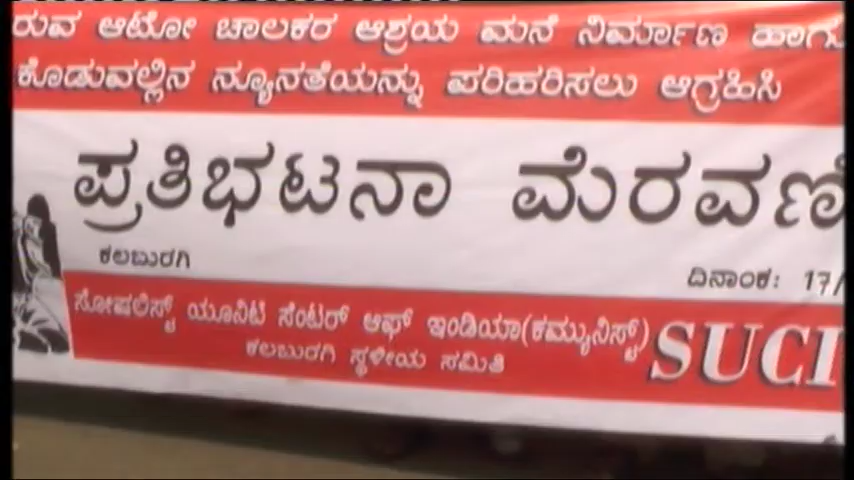 ರುವ ಆಟೋ ಚಾಲಕರ ಆಶ್ರಯ ಮನೆ ನಿರ್ಮಾಣ ಹಾಗೂ
ಕೊಡುವಲ್ಲಿನ ನ್ಯೂನತೆಯನ್ನು ಪರಿಹರಿಸಲು ಆಗ್ರಹಿಸಿ
ಪ್ರತಿಭಟನಾ ಮೆರವಣಿ
ಕಲಬುರಗಿ
ದಿನಾಂಕ: 17/
ಸೋಷಲಿಸ್ಟ್ ಯೂನಿಟಿ ಸೆಂಟರ್ ಆಫ್ ಇಂಡಿಯಾ(ಕಮ್ಯುನಿಸ್ಟ್) SUCI
ಕಲಬುರಗಿ ಸ್ಥಳೀಯ ಸಮಿತಿ